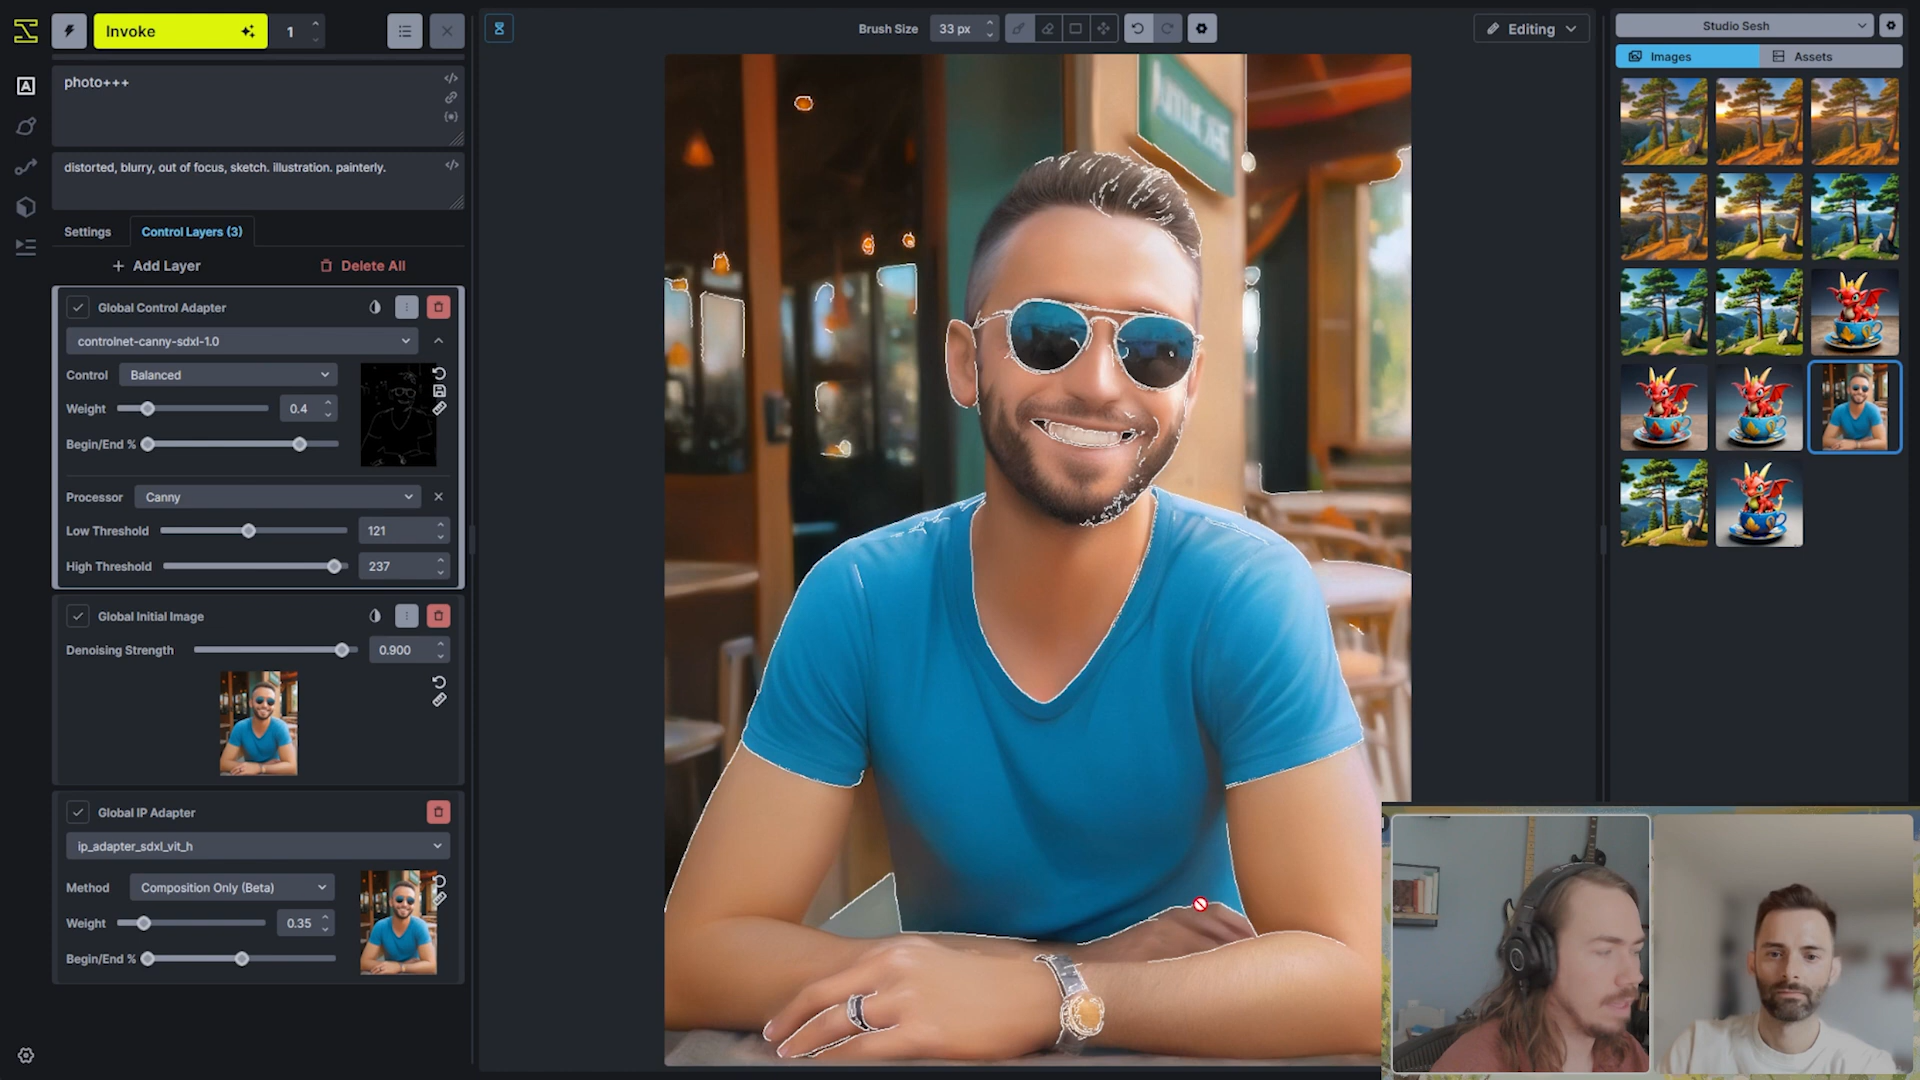 Invoke
1
Brush Size
33 px
Editing
Studio Sesh
Images
Assets
photo+++
distorted, blurry, out of focus, sketch. illustration. painterly.
Settings
Control Layers (3)
+ Add Layer
Delete All
Global Control Adapter
controlnet-canny-sdxl-1.0
Control
Balanced
Weight
0.4
Begin/End %
Processor
Canny
Low Threshold
121
High Threshold
237
Global Initial Image
Denoising Strength
0.900
Global IP Adapter
ip_adapter_sdxl_vit_h
Method
Composition Only (Beta)
Weight
0.35
Begin/End %